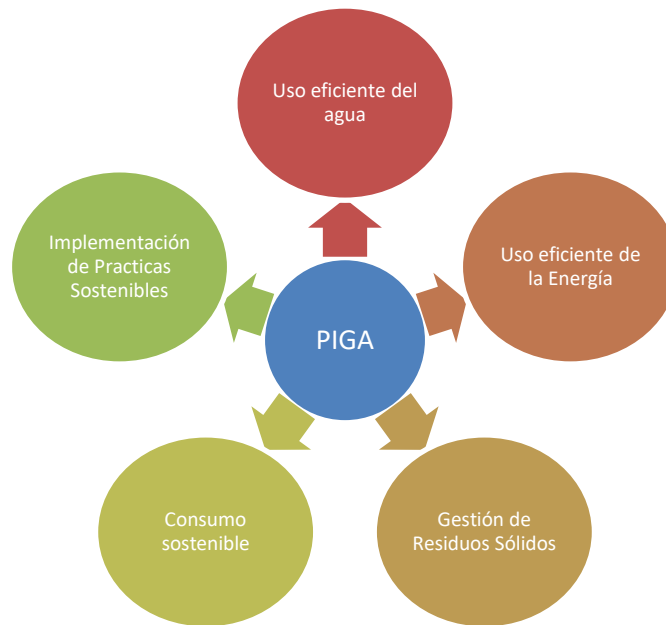 Uso eficiente del
agua
Implementación
de Practicas
Sostenibles
Uso eficiente de
la Energía
PIGA
Consumo
sostenible
Gestión de
Residuos Sólidos